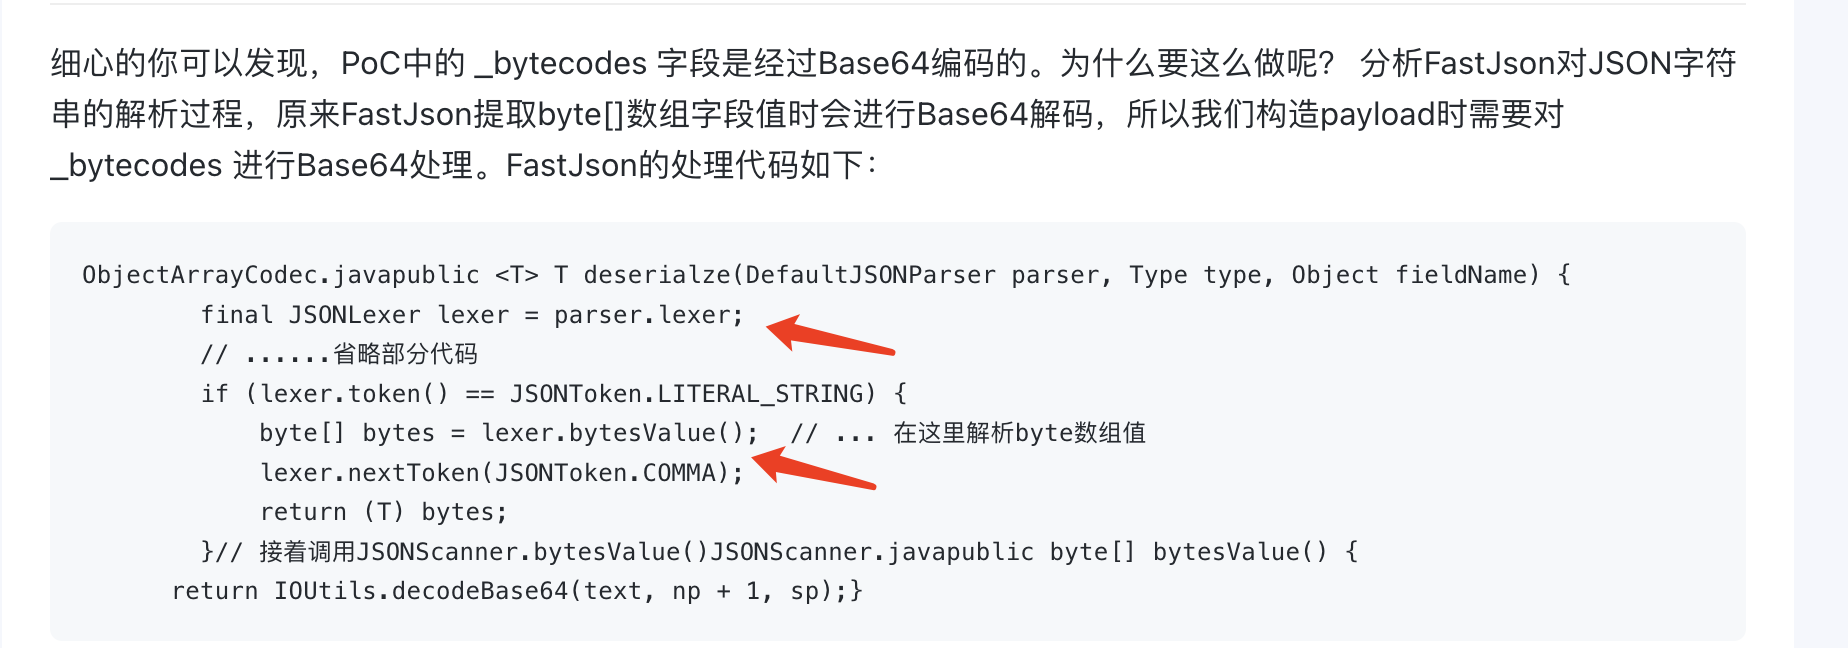 细心的你可以发现，PoC中的 _bytecodes 字段是经过Base64编码的。为什么要这么做呢？ 分析FastJson对JSON字符
串的解析过程，原来FastJson提取byte[]数组字段值时会进行Base64解码，所以我们构造payload时需要对
_bytecodes 进行Base64处理。FastJson的处理代码如下：
ObjectArrayCodec.javapublic <T> T deserialze(DefaultJSONParser parser, Type type, Object fieldName) {
final JSONLexer lexer = parser.lexer;
// ......省略部分代码
if (lexer.token() == JSONToken.LITERAL_STRING) {
byte[] bytes = lexer.bytesValue();  // ... 在这里解析byte数组值
lexer.nextToken(JSONToken.COMMA);
return (T) bytes;
}// 接着调用JSONScanner.bytesValue()JSONScanner.javapublic byte[] bytesValue() {
return IOUtils.decodeBase64(text, np + 1, sp);}